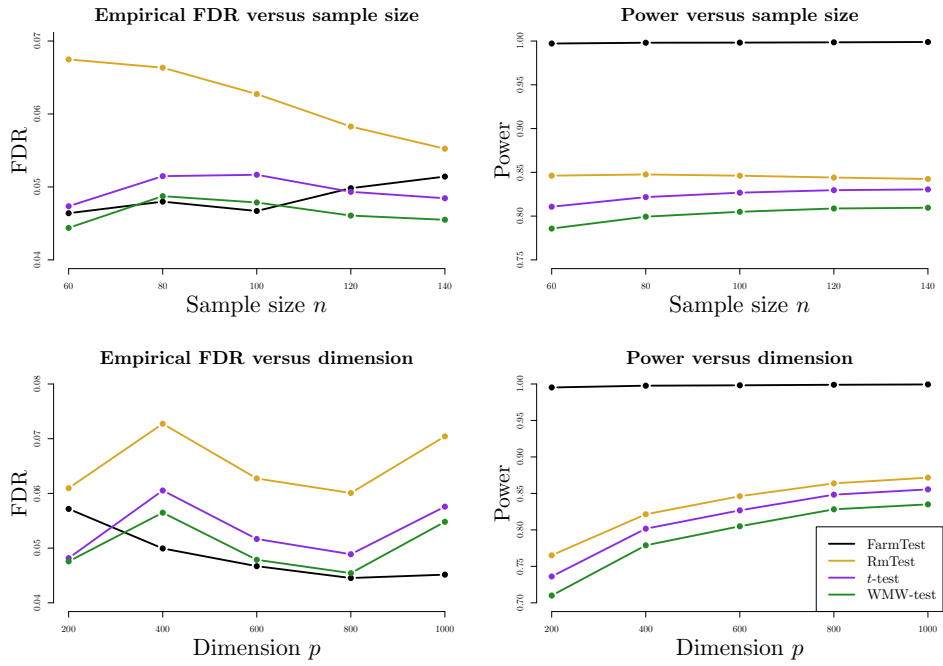 Empirical FDR versus sample size
FDR
0.04 0.05 0.06 0.07
60 80 100 120 140
Sample size n
Power versus sample size
Power
0.75 0.80 0.85 0.90 0.95 1.00
60 80 100 120 140
Sample size n
Empirical FDR versus dimension
FDR
0.04 0.05 0.06 0.07 0.08
200 400 600 800 1000
Dimension p
Power versus dimension
Power
0.70 0.75 0.80 0.85 0.90 0.95 1.00
200 400 600 800 1000
Dimension p
FarmTest
RmTest
t-test
WMW-test